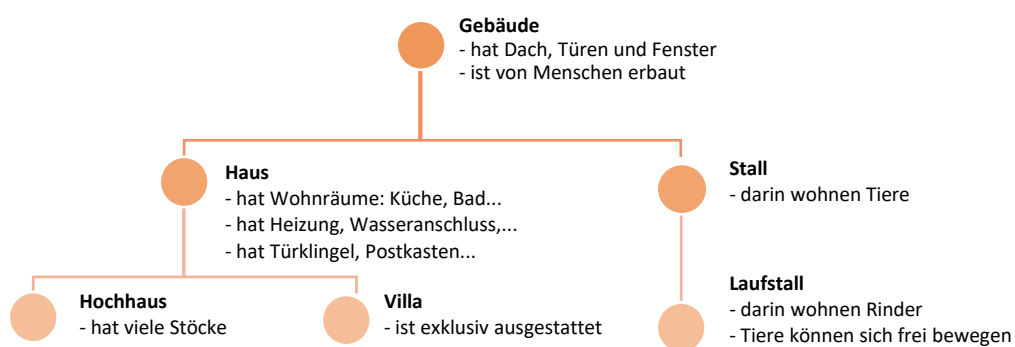 Gebäude
- hat Dach, Türen und Fenster
- ist von Menschen erbaut
Haus
- hat Wohnräume: Küche, Bad...
- hat Heizung, Wasseranschluss,...
- hat Türklingel, Postkasten...
Stall
- darin wohnen Tiere
Hochhaus
- hat viele Stöcke
Villa
- ist exklusiv ausgestattet
Laufstall
- darin wohnen Rinder
- Tiere können sich frei bewegen